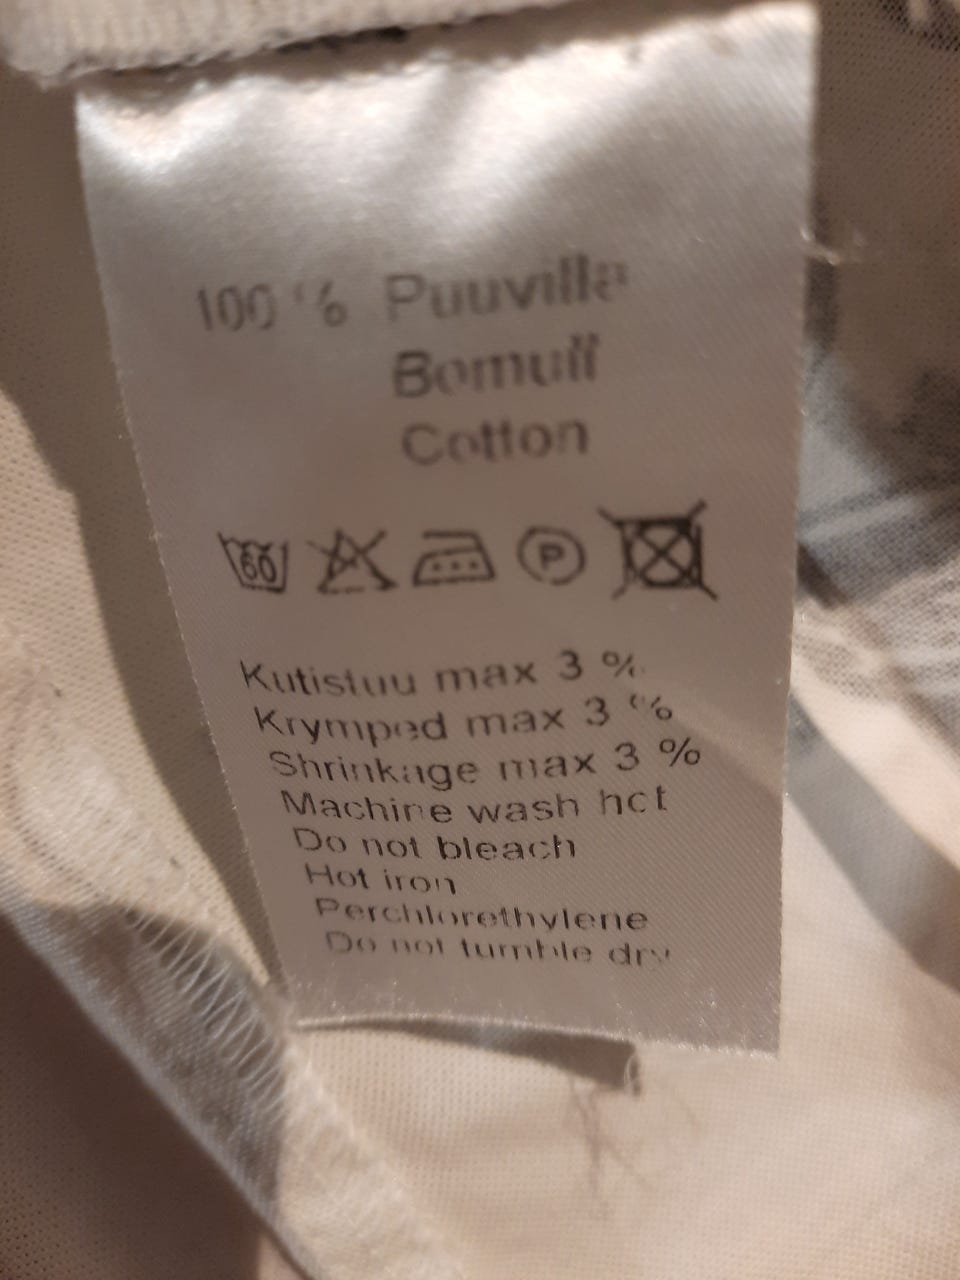 100 % Puuvilla
Bomull
Cotton
60 P
Kutistuu max 3 %
Krymped max 3 %
Shrinkage max 3 %
Machine wash hot
Do not bleach
Hot iron
Perchlorethylene
Do not tumble dry